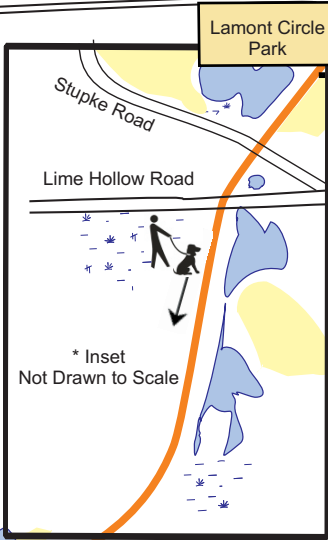 Lamont Circle
Park
Stupke Road
Lime Hollow Road
* Inset
Not Drawn to Scale